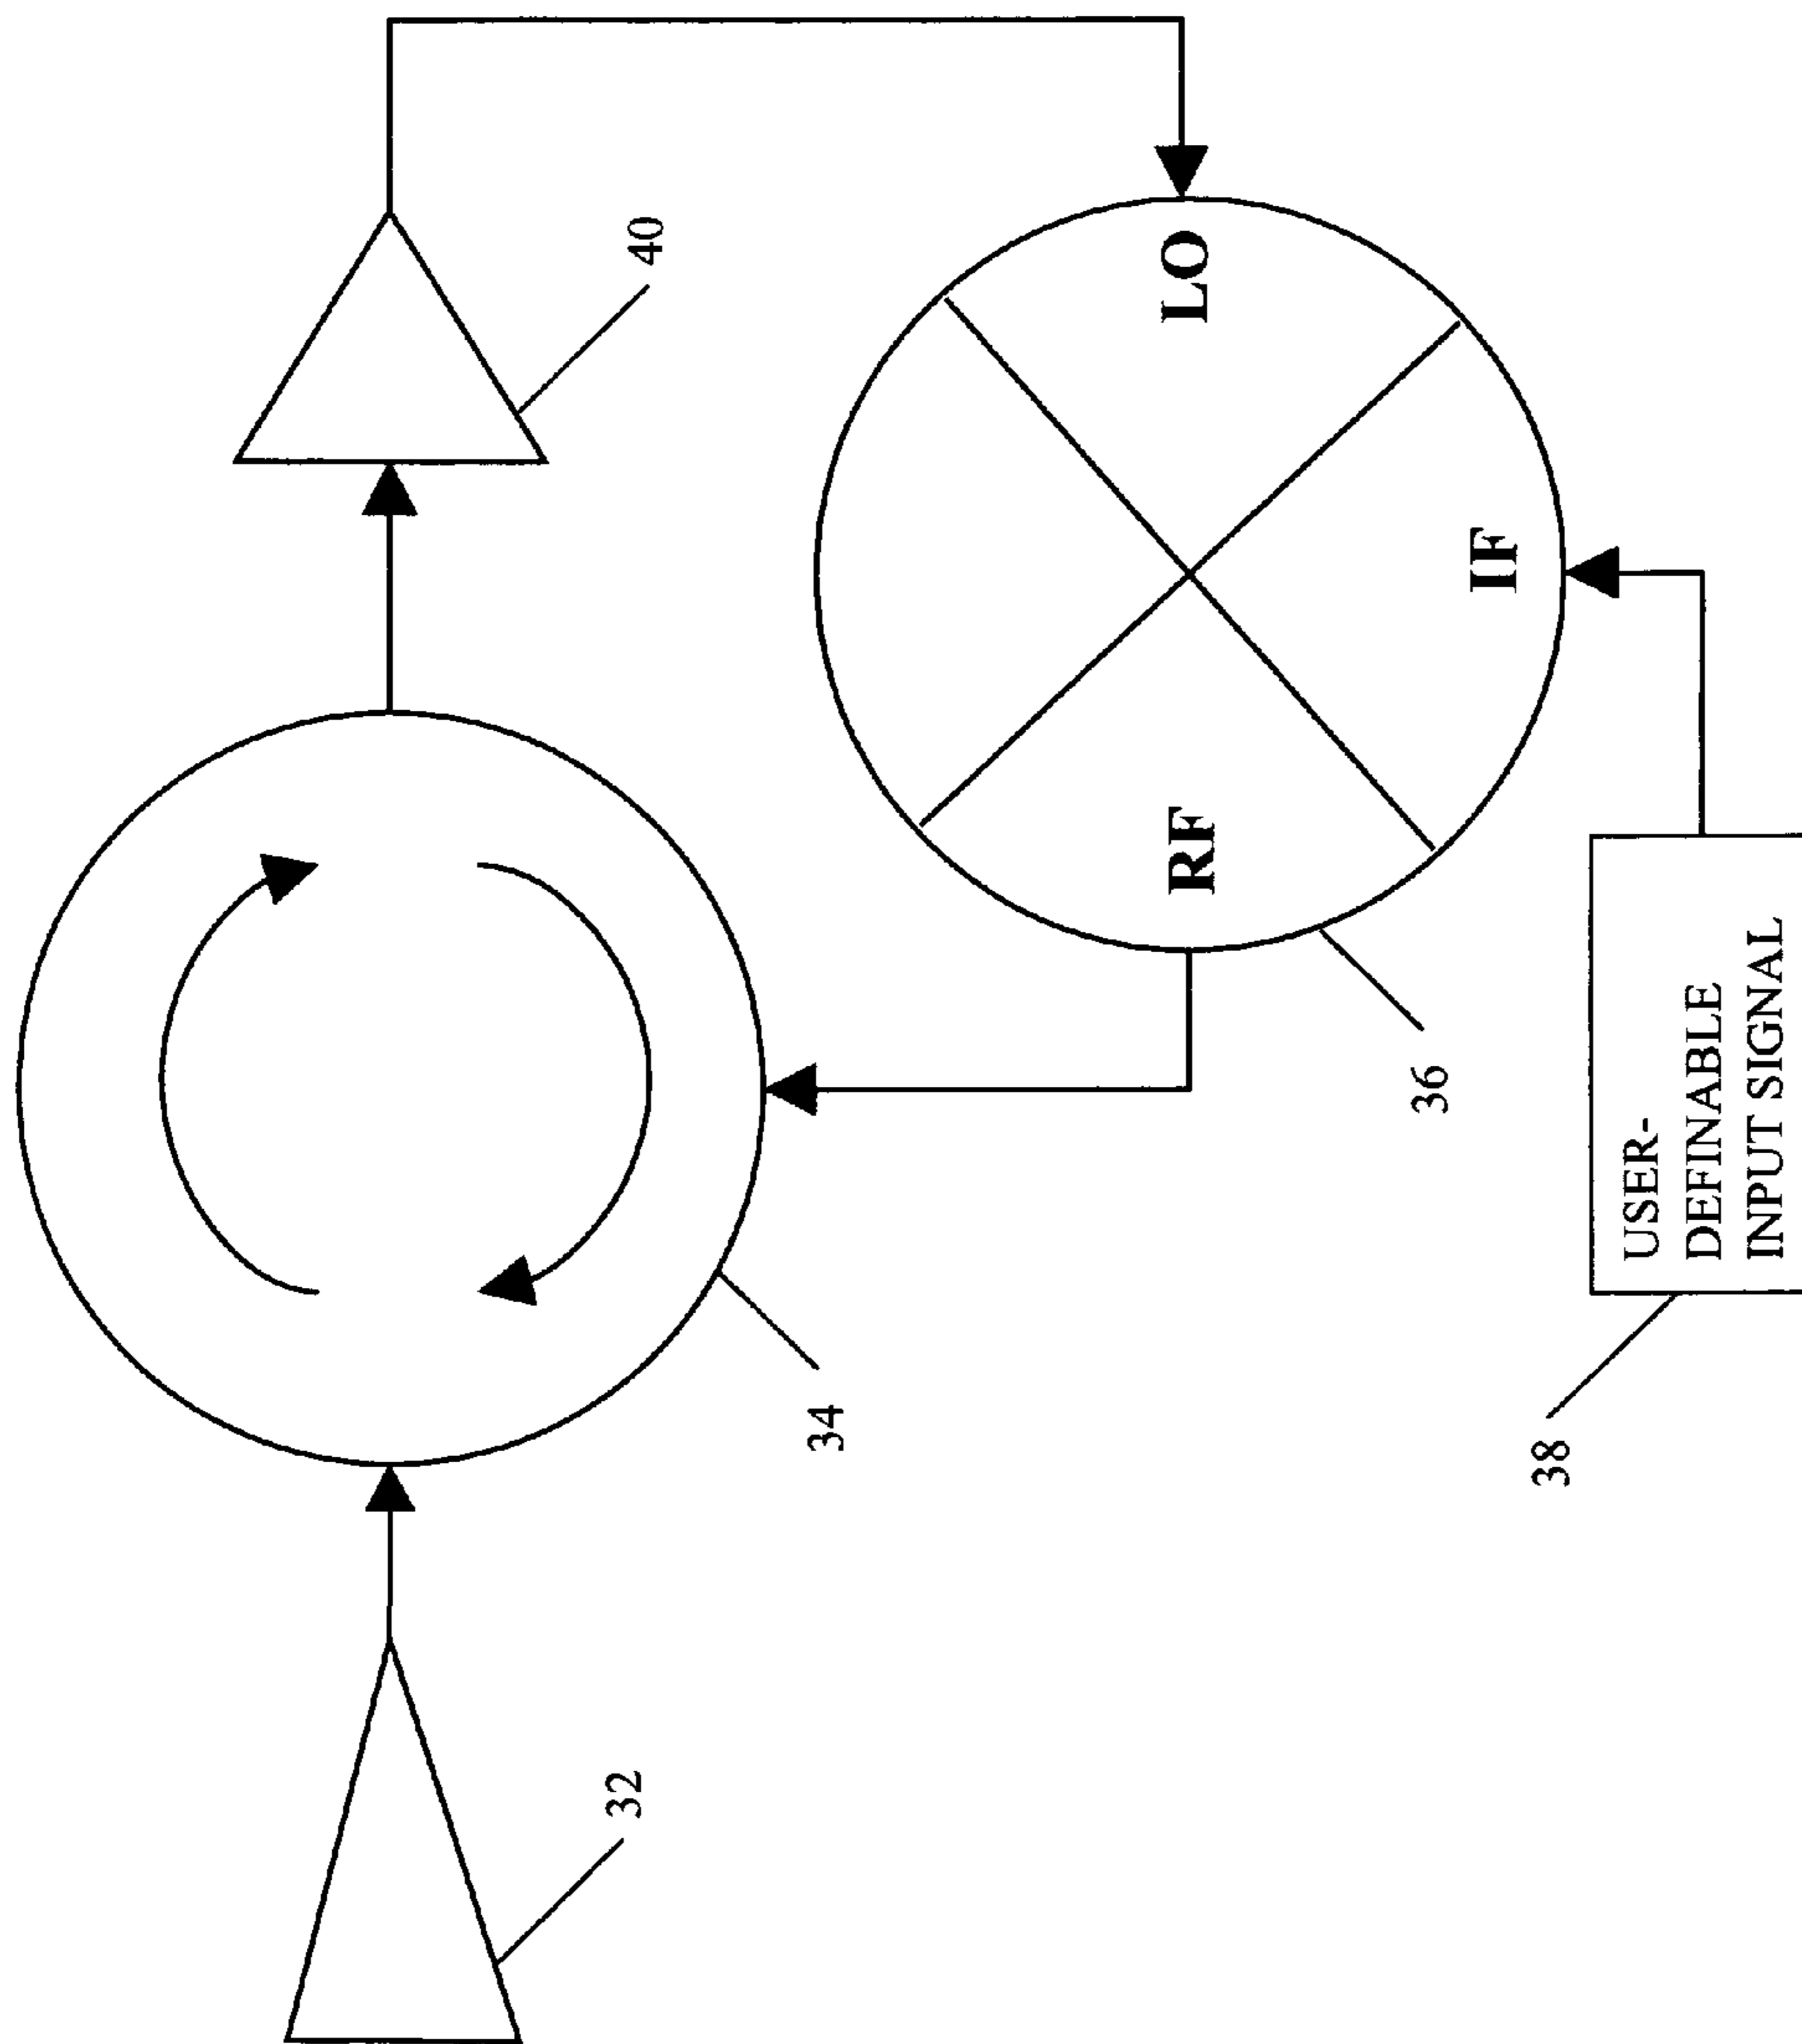 32
34
40
RF
LO
IF
36
38
USER-
DEFINABLE
INPUT SIGNAL